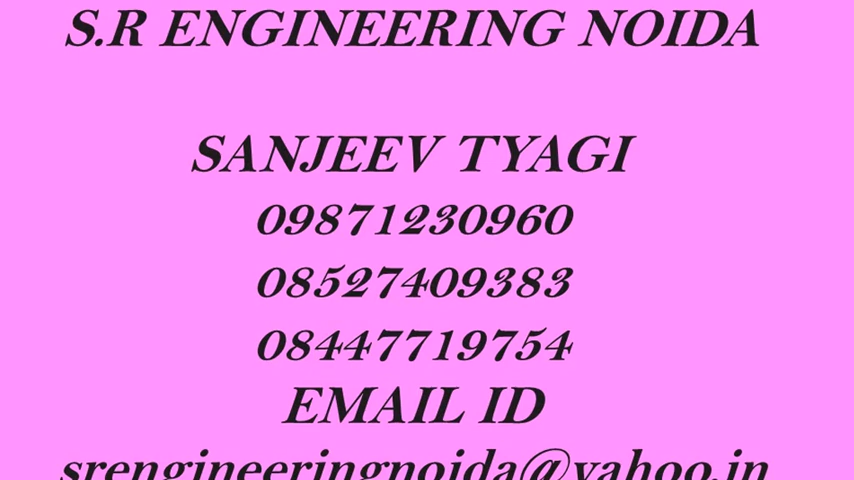 S.R ENGINEERING NOIDA
SANJEEV TYAGI
09871230960
08527409383
08447719754
EMAIL ID
srengineeringnoida@yahoo.in